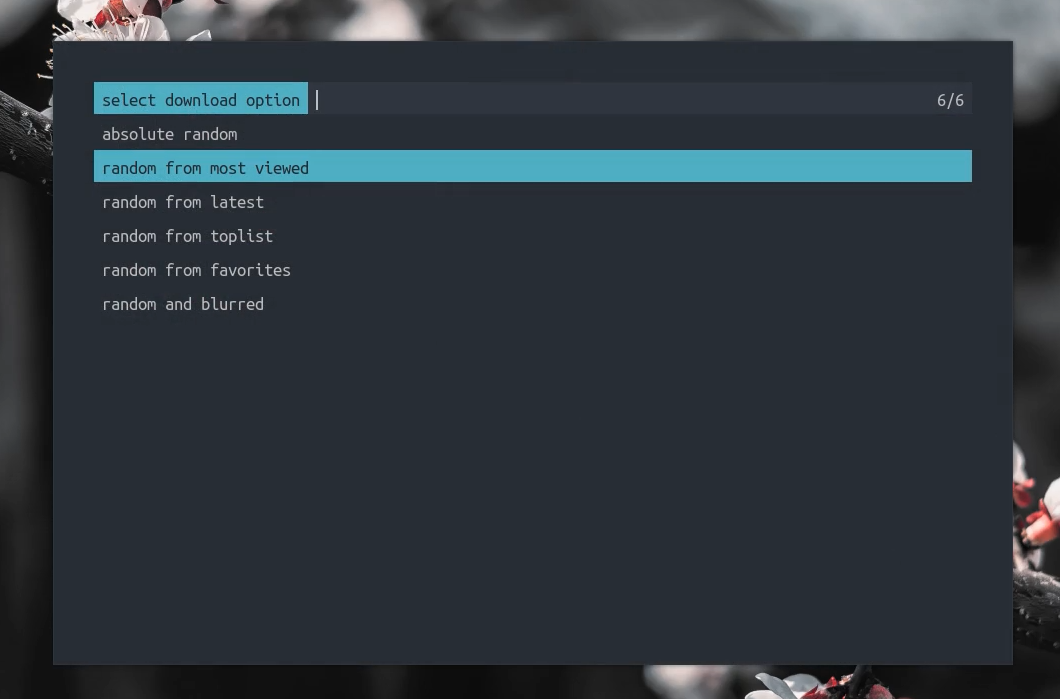 select download option 6/6
absolute random
random from most viewed
random from latest
random from toplist
random from favorites
random and blurred